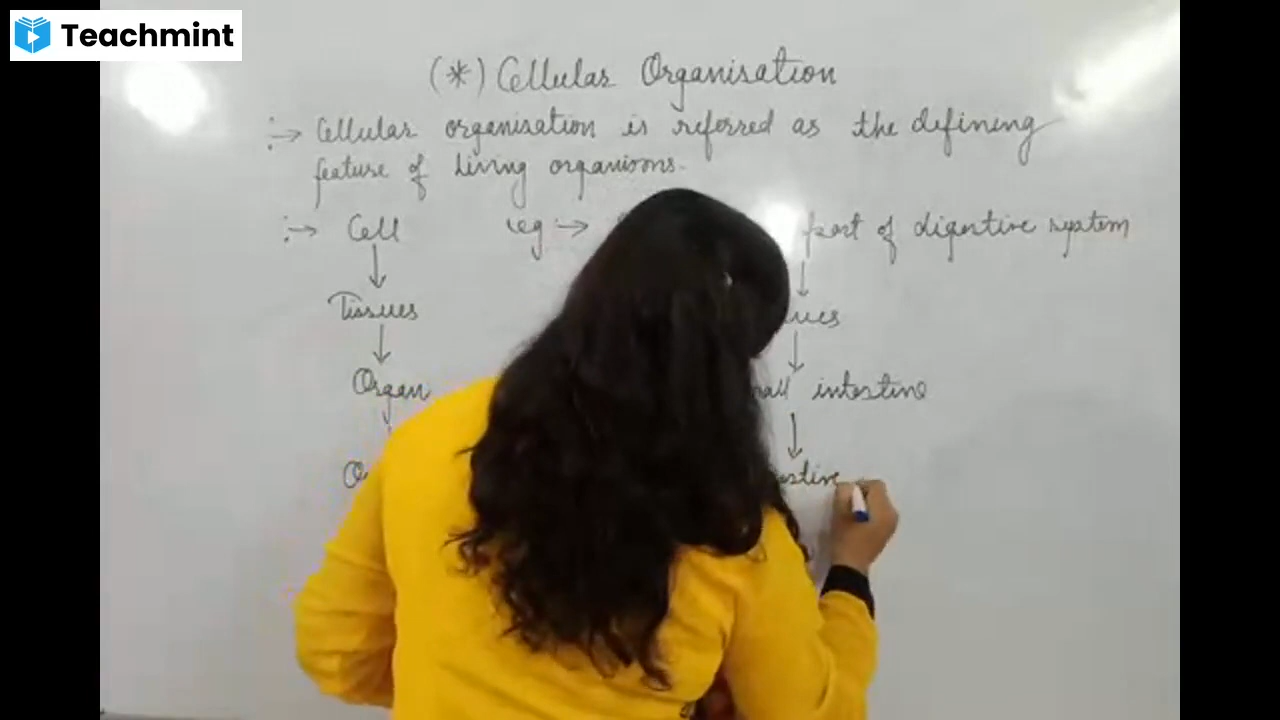 Teachmint
(*) Cellular Organisation
:→ Cellular organisation is referred as the defining
feature of living organisms.
:→ Cell eg :→ part of digestive system
↓ ↓
Tissues
↓ ↓
Organ intestine
↓